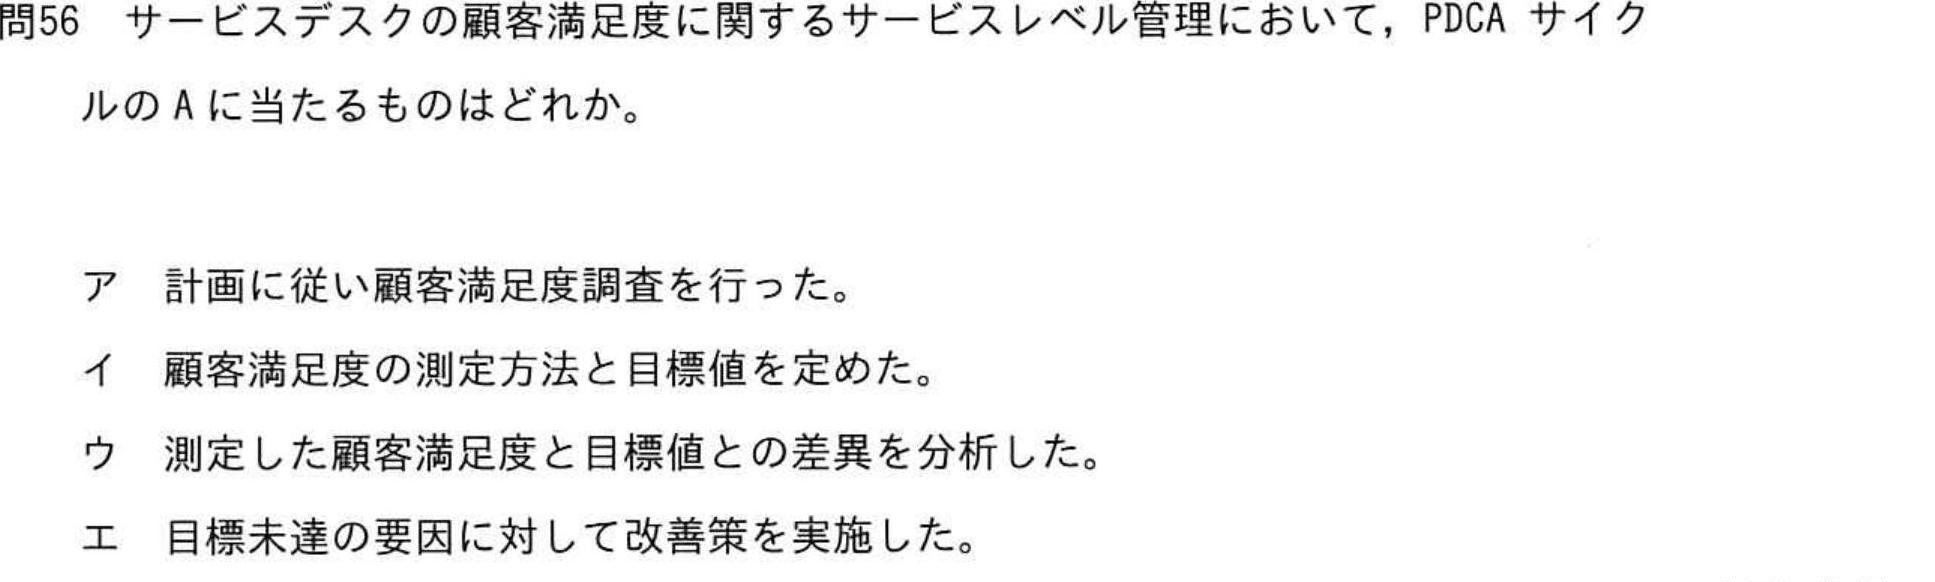 問56 サービスデスクの顧客満足度に関するサービスレベル管理において，PDCA サイク
ルの A に当たるものはどれか。
ア 計画に従い顧客満足度調査を行った。
イ 顧客満足度の測定方法と目標値を定めた。
ウ 測定した顧客満足度と目標値との差異を分析した。
エ 目標未達の要因に対して改善策を実施した。